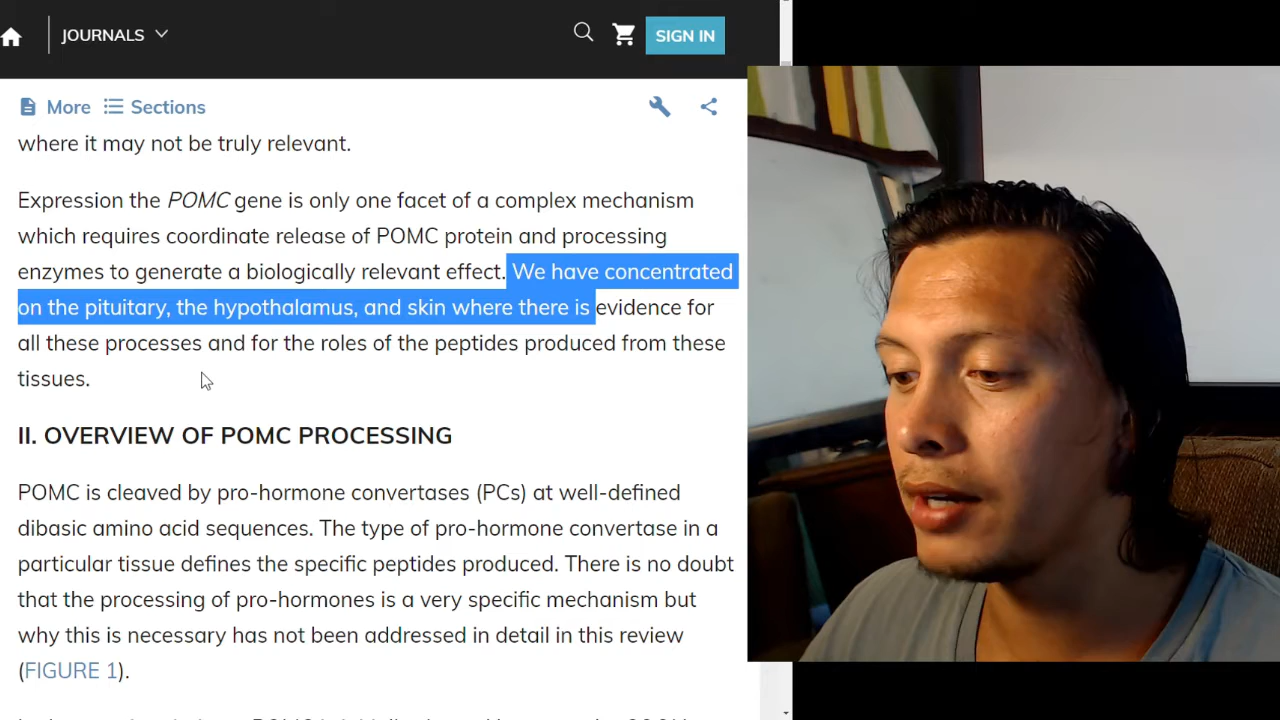 JOURNALS
SIGN IN
More Sections
where it may not be truly relevant.
Expression the POMC gene is only one facet of a complex mechanism
which requires coordinate release of POMC protein and processing
enzymes to generate a biologically relevant effect. We have concentrated
on the pituitary, the hypothalamus, and skin where there is evidence for
all these processes and for the roles of the peptides produced from these
tissues.
II. OVERVIEW OF POMC PROCESSING
POMC is cleaved by pro-hormone convertases (PCs) at well-defined
dibasic amino acid sequences. The type of pro-hormone convertase in a
particular tissue defines the specific peptides produced. There is no doubt
that the processing of pro-hormones is a very specific mechanism but
why this is necessary has not been addressed in detail in this review
(FIGURE 1).